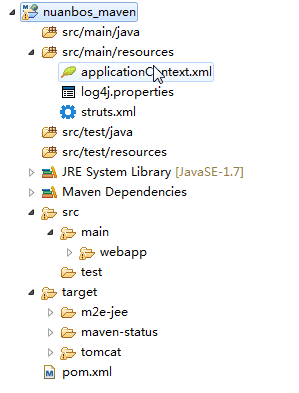 nuanbos_maven
src/main/java
src/main/resources
applicationContext.xml
log4j.properties
struts.xml
src/test/java
src/test/resources
JRE System Library [JavaSE-1.7]
Maven Dependencies
src
main
webapp
test
target
m2e-jee
maven-status
tomcat
pom.xml